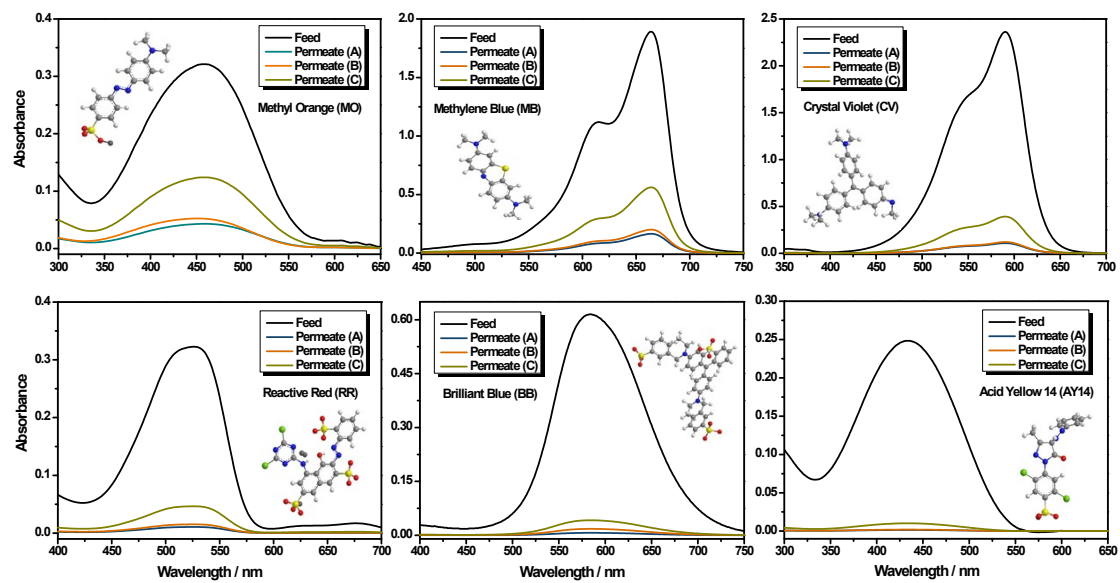 0.4
0.3
0.2
0.1
0.0
300 350 400 450 500 550 600 650
Absorbance
Feed
Permeate (A)
Permeate (B)
Permeate (C)
Methyl Orange (MO)
2.0
1.5
1.0
0.5
0.0
450 500 550 600 650 700 750
Feed
Permeate (A)
Permeate (B)
Permeate (C)
Methylene Blue (MB)
2.5
2.0
1.5
1.0
0.5
0.0
350 400 450 500 550 600 650 700
Feed
Permeate (A)
Permeate (B)
Permeate (C)
Crystal Violet (CV)
0.4
0.3
0.2
0.1
0.0
400 450 500 550 600 650 700
Absorbance
Wavelength / nm
Feed
Permeate (A)
Permeate (B)
Permeate (C)
Reactive Red (RR)
0.60
0.45
0.30
0.15
0.00
400 450 500 550 600 650 700 750
Wavelength / nm
Feed
Permeate (A)
Permeate (B)
Permeate (C)
Brilliant Blue (BB)
0.30
0.25
0.20
0.15
0.10
0.05
0.00
300 350 400 450 500 550 600 650
Wavelength / nm
Feed
Permeate (A)
Permeate (B)
Permeate (C)
Acid Yellow 14 (AY14)